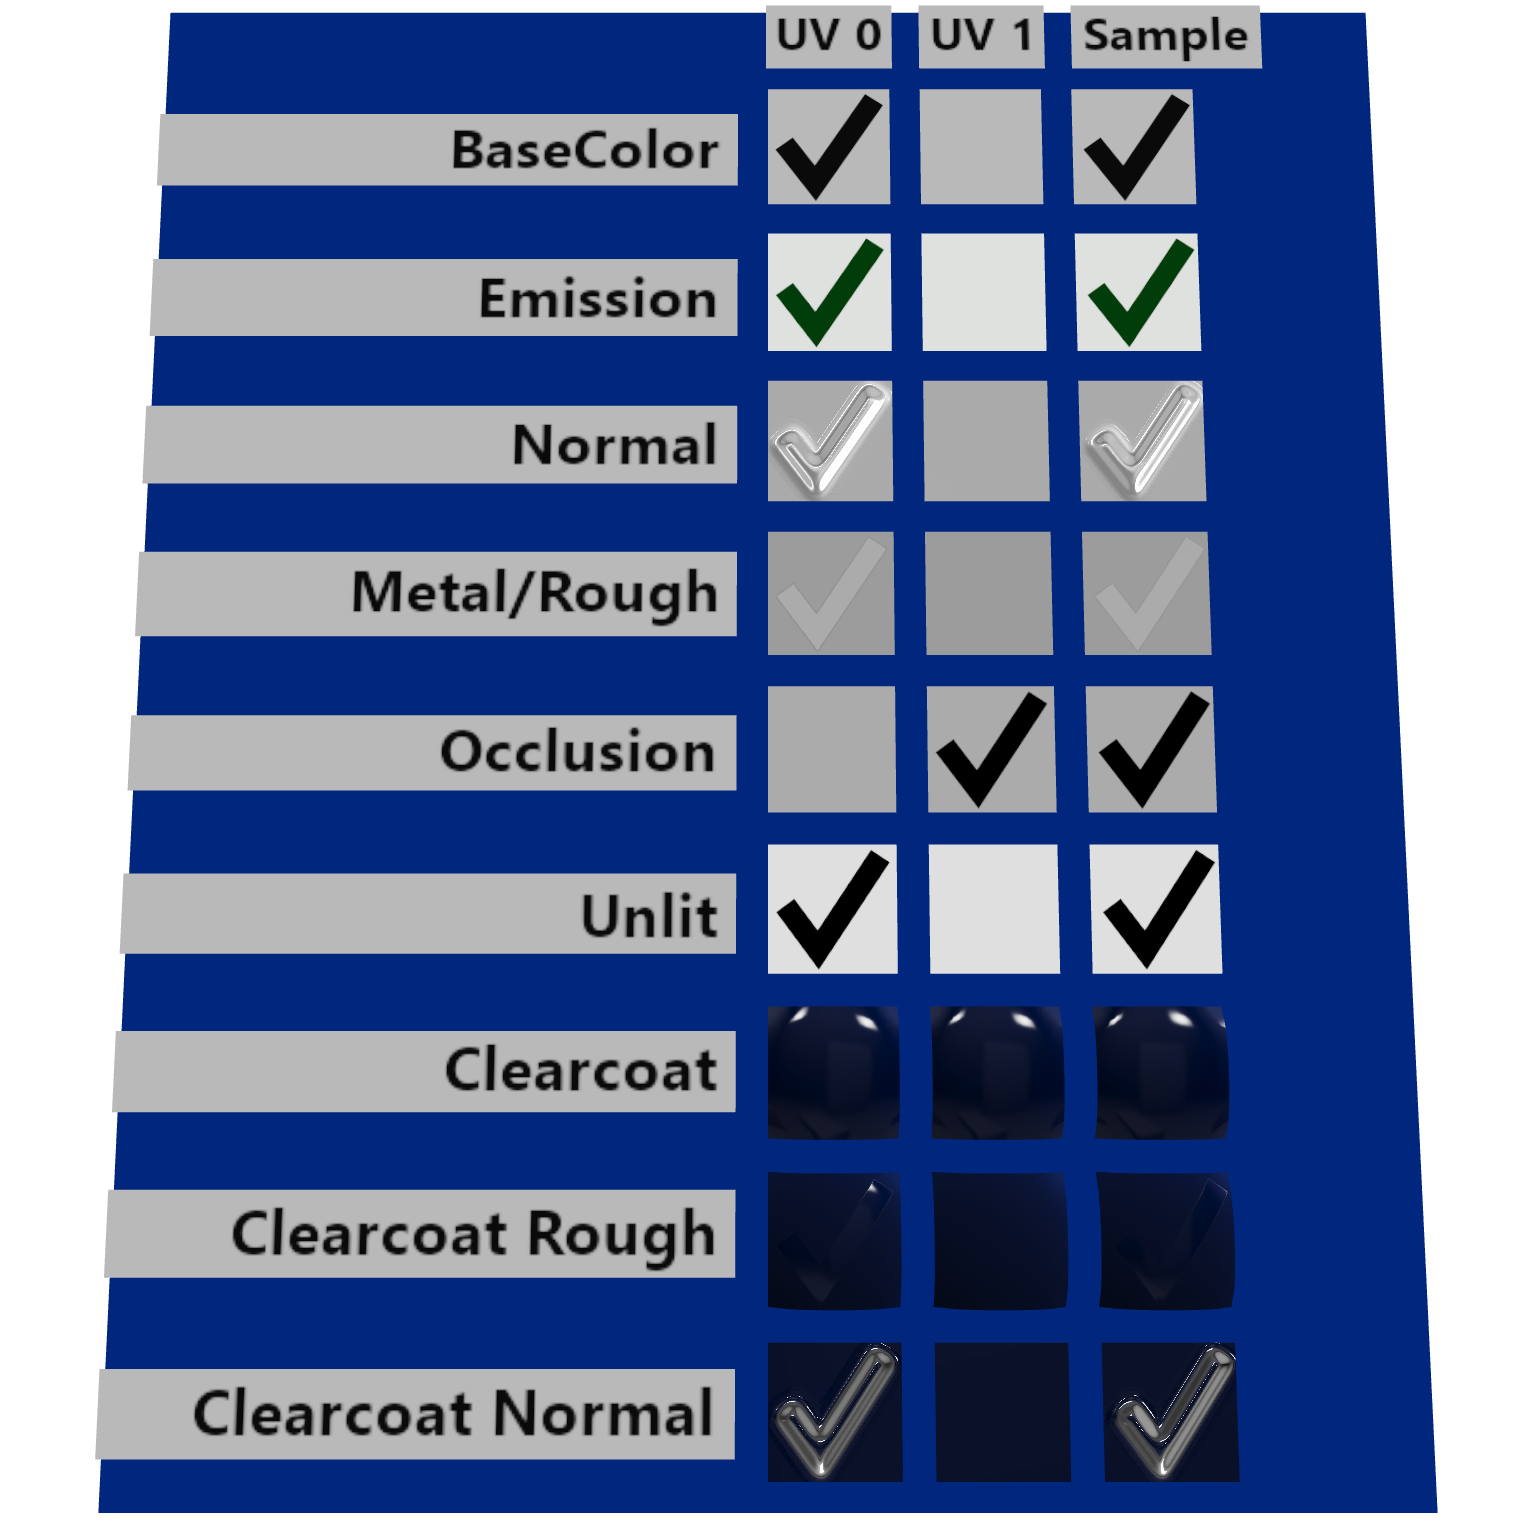 UV 0 UV 1 Sample
BaseColor
Emission
Normal
Metal/Rough
Occlusion
Unlit
Clearcoat
Clearcoat Rough
Clearcoat Normal